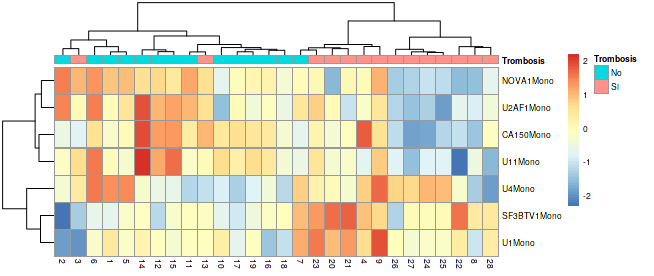 Trombosis
Trombosis
No
SI
NOVA1Mono
U2AF1Mono
CA150Mono
U11Mono
U4Mono
SF3BTV1Mono
U1Mono
2
1
0
-1
-2
2 3 6 1 5 14 12 15 11 13 10 17 19 16 18 7 23 20 21 4 9 26 27 24 25 22 8 28